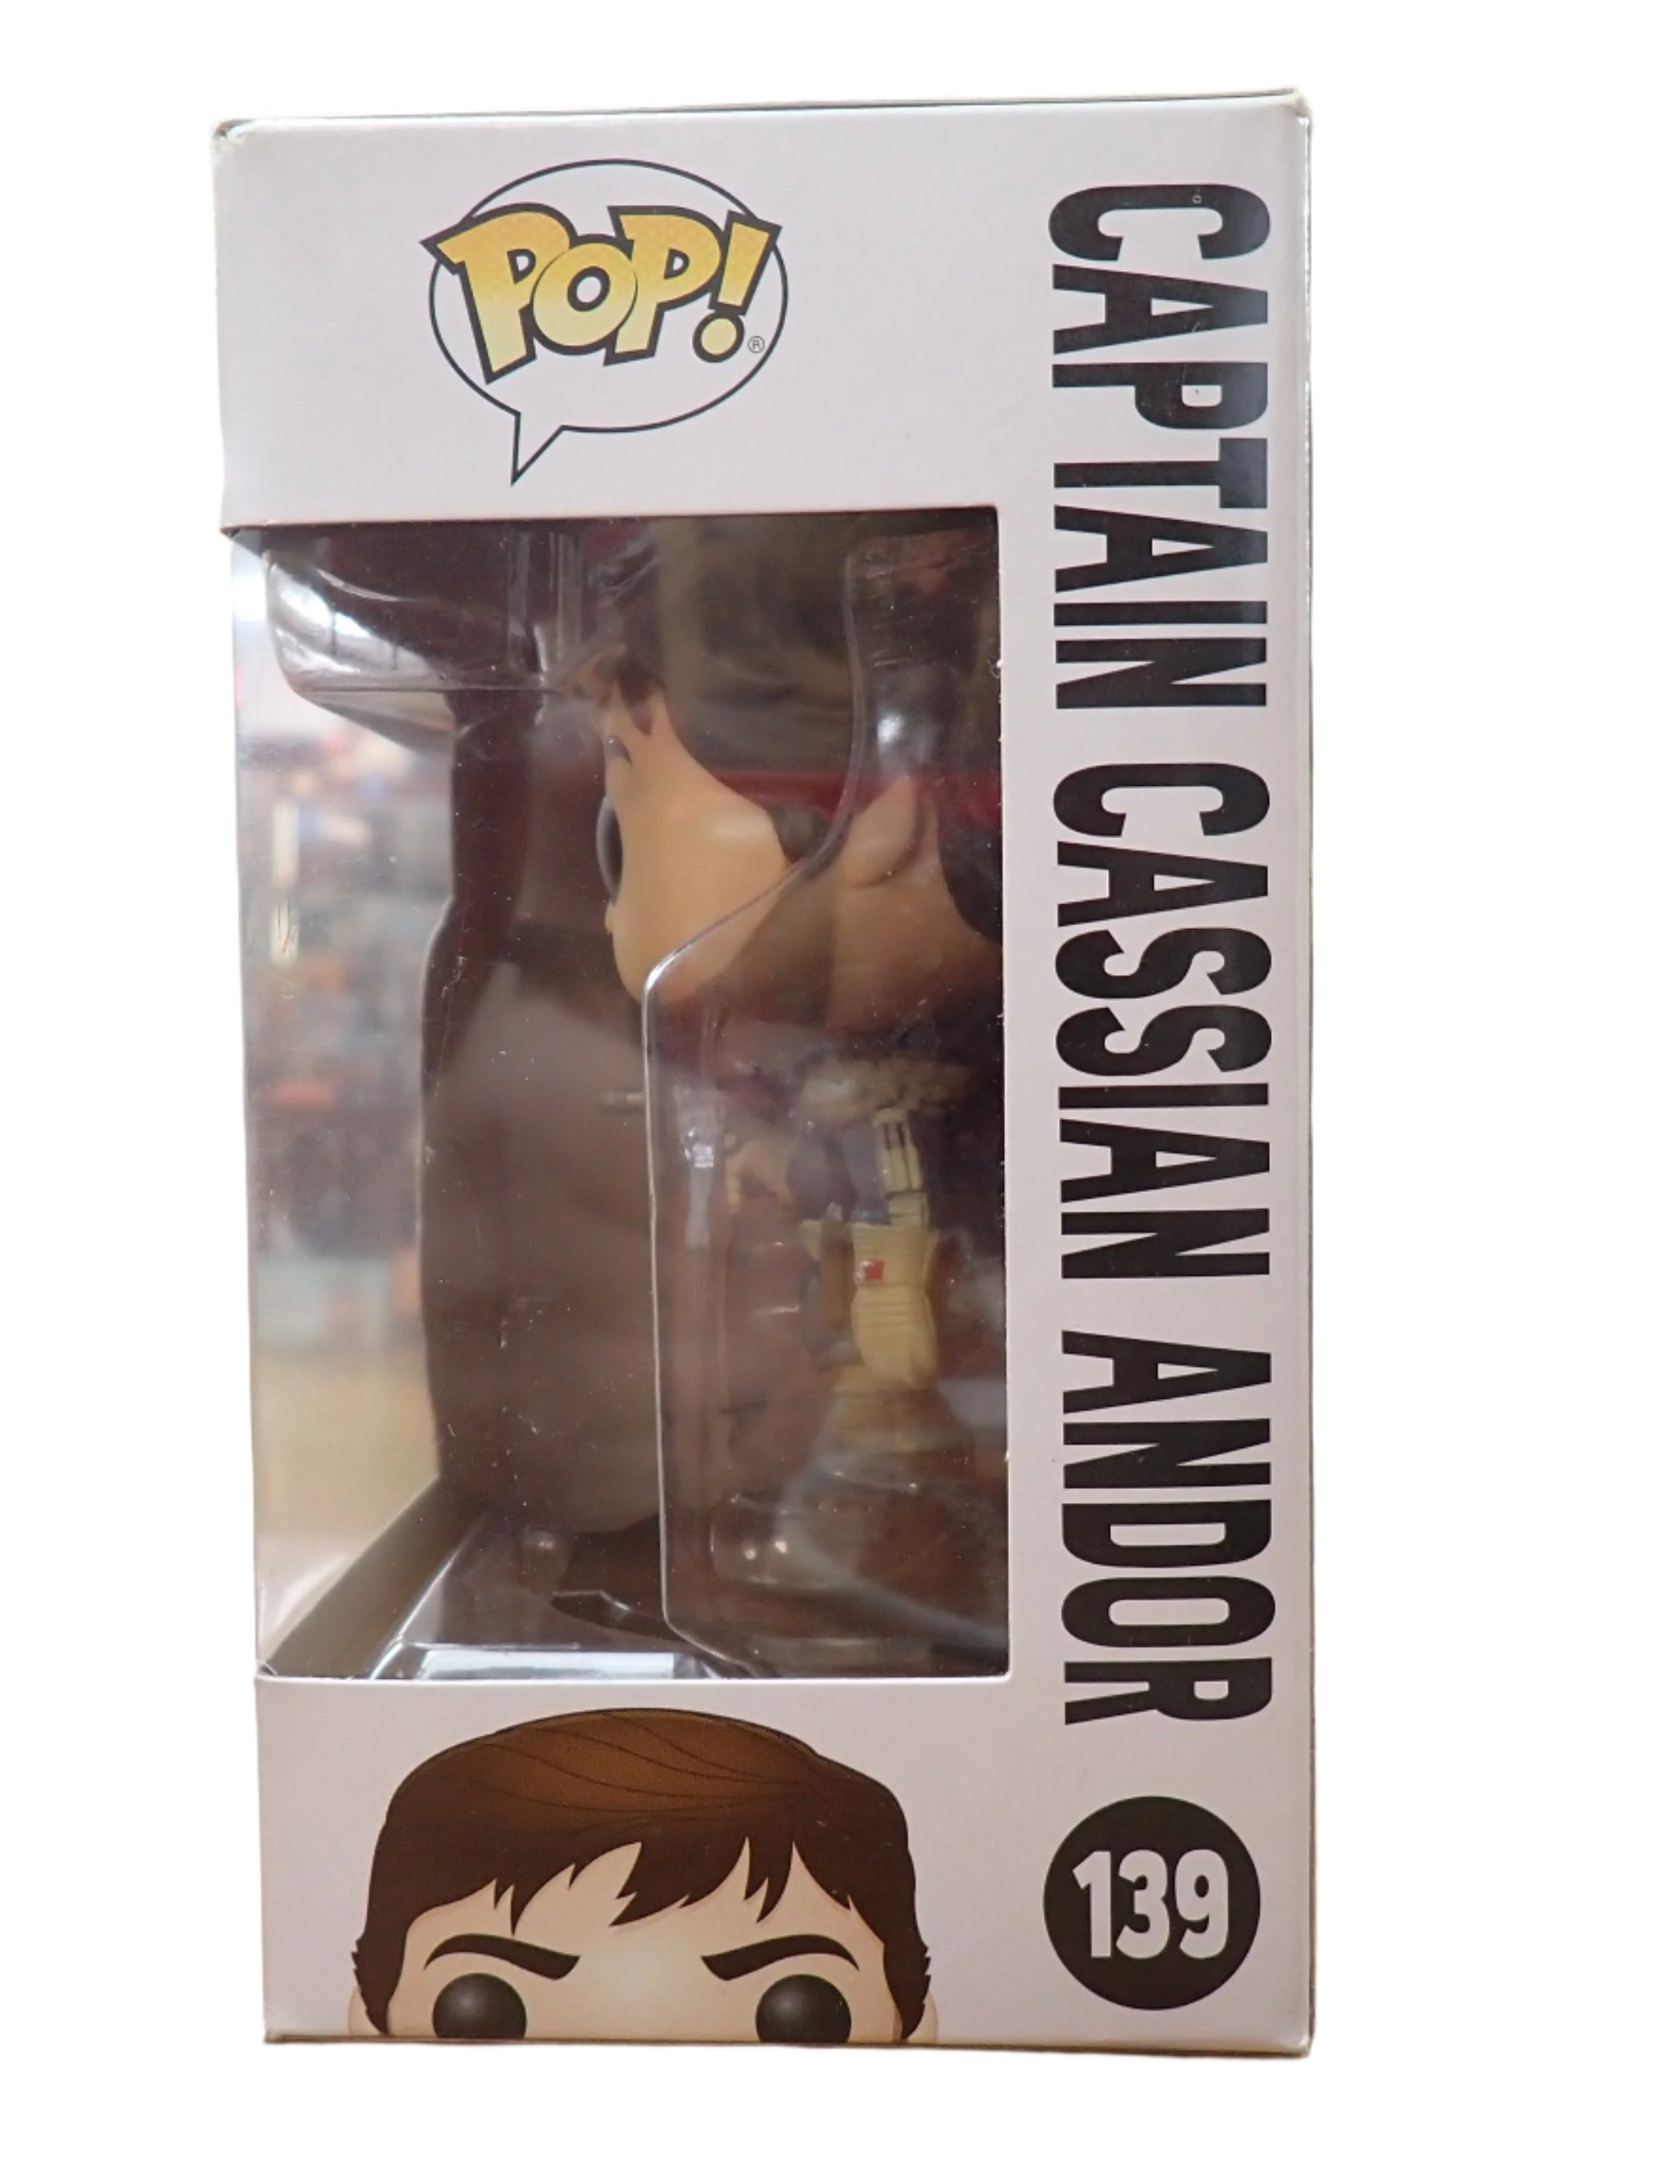 POP!®
CAPTAIN CASSIAN ANDOR
139